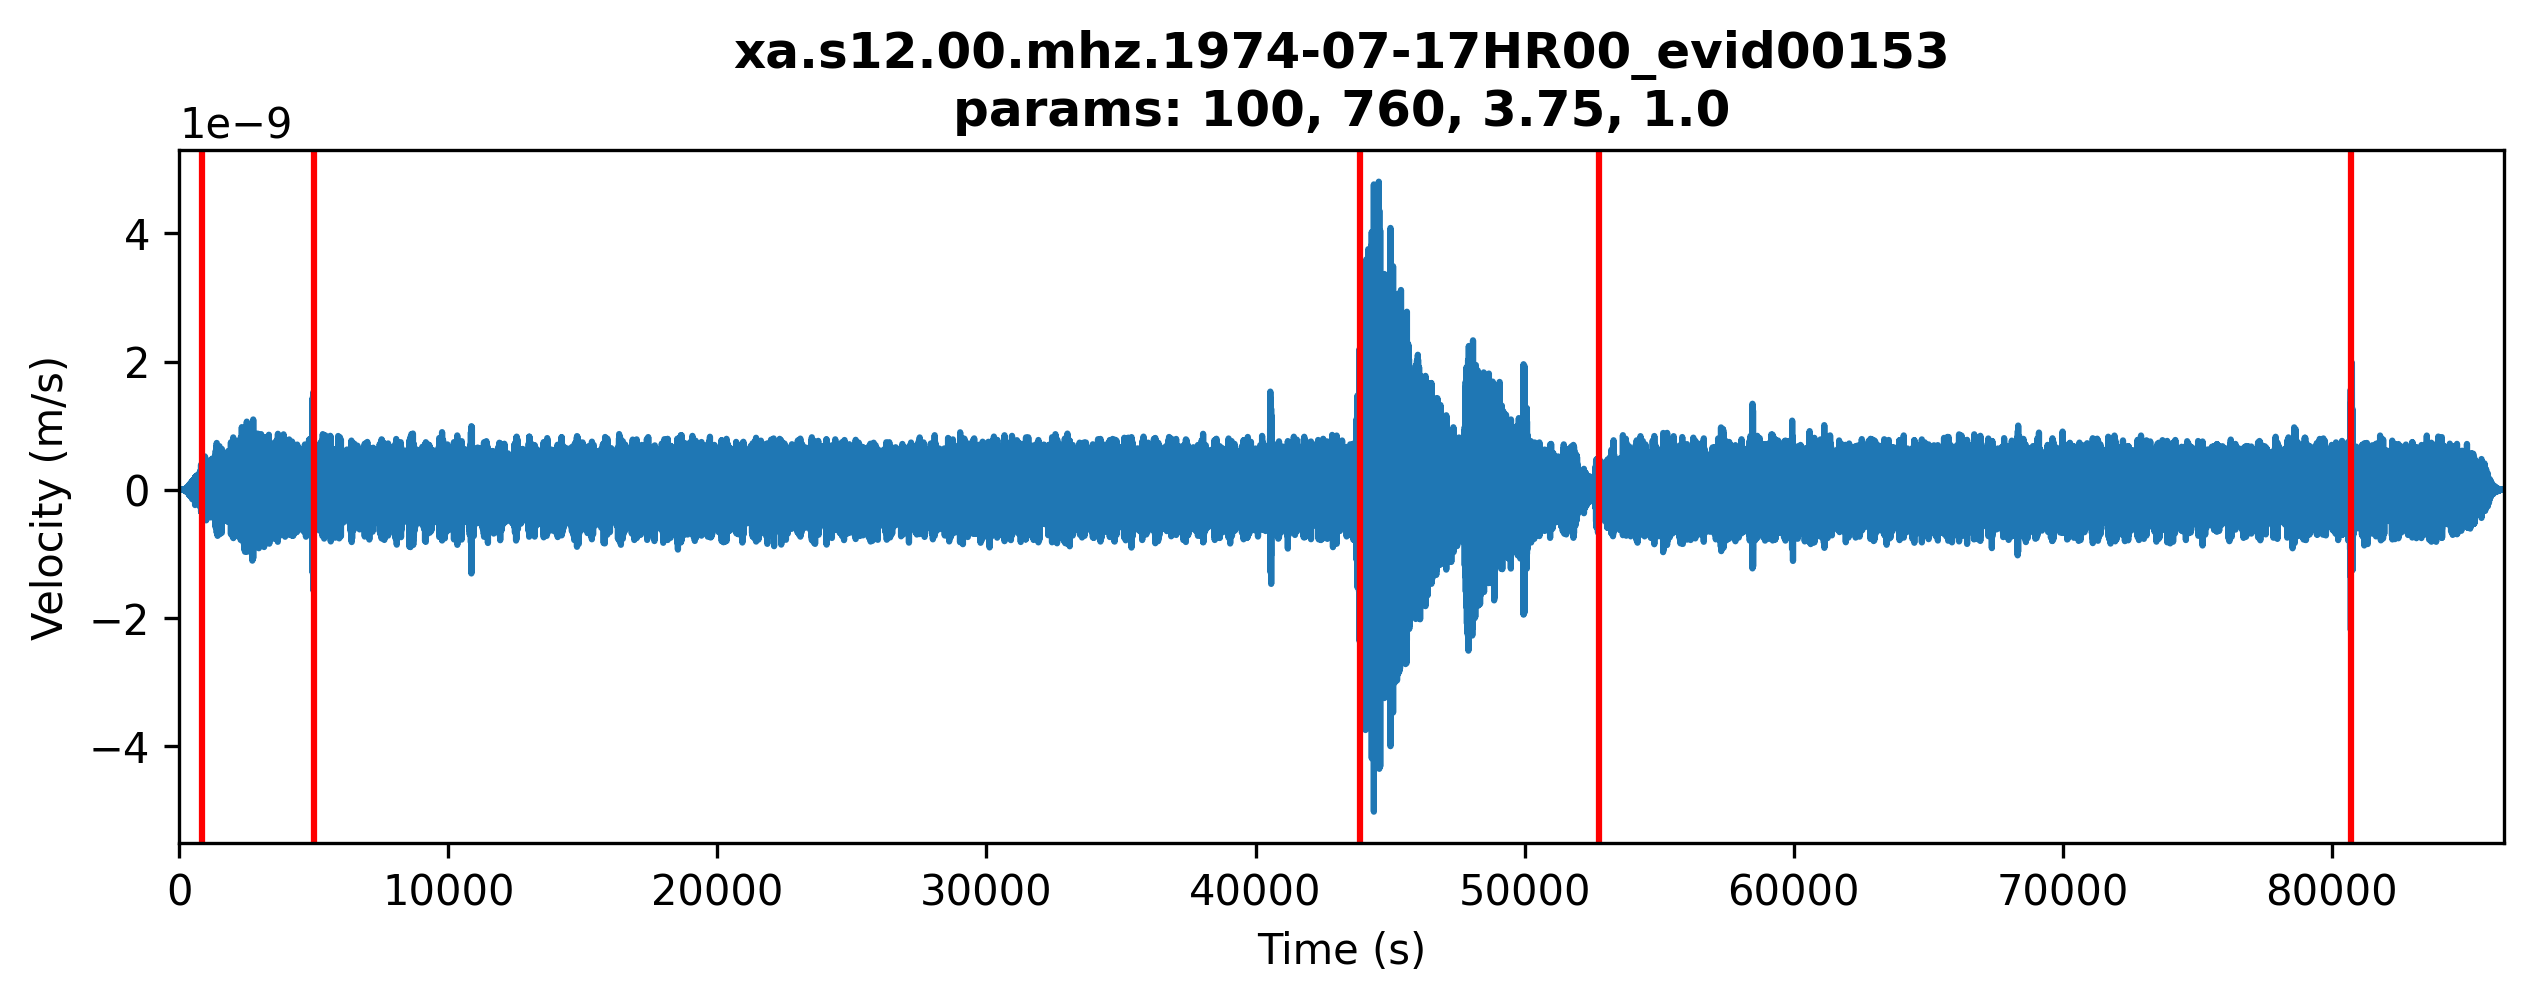 xa.s12.00.mhz.1974-07-17HR00_evid00153
params: 100, 760, 3.75, 1.0
1e−9
4
2
0
−2
−4
Velocity (m/s)
0 10000 20000 30000 40000 50000 60000 70000 80000
Time (s)